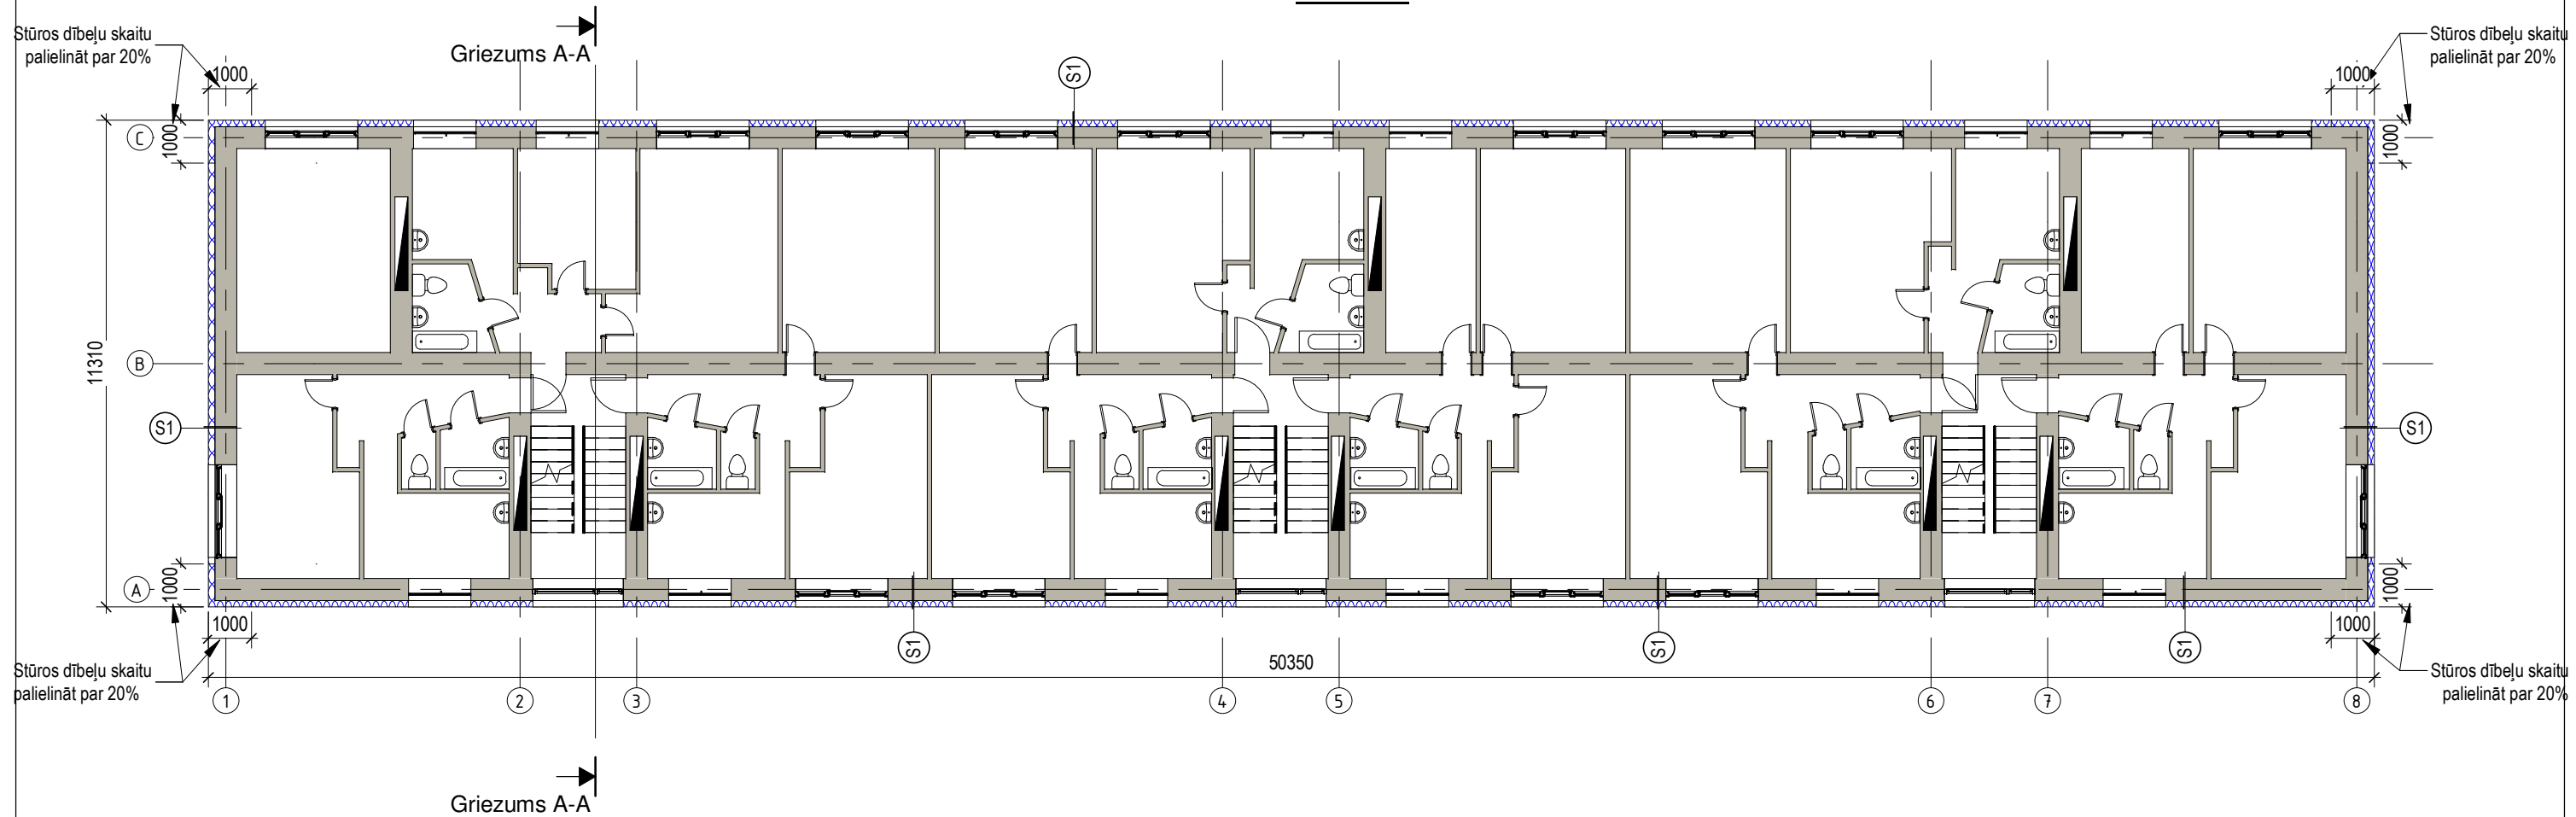 Stūros dībeļu skaitu
palielināt par 20%
Griezums A-A
Stūros dībeļu skaitu
palielināt par 20%
1000
S1
1000
C
1000
1000
11310
B
S1
S1
A
1000
1000
1000
1000
S1
S1
S1
50350
Stūros dībeļu skaitu
palielināt par 20%
Stūros dībeļu skaitu
palielināt par 20%
1
2
3
4
5
6
7
8
Griezums A-A